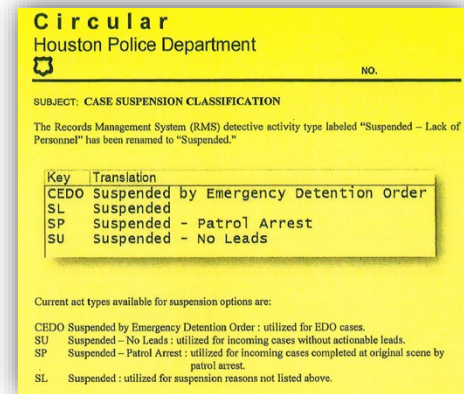 Circular
Houston Police Department
NO.
SUBJECT: CASE SUSPENSION CLASSIFICATION
The Records Management System (RMS) detective activity type labeled “Suspended – Lack of
Personnel” has been renamed to “Suspended.”
Key Translation
CEDO Suspended by Emergency Detention Order
SL Suspended
SP Suspended - Patrol Arrest
SU Suspended - No Leads
Current act types available for suspension options are:
CEDO Suspended by Emergency Detention Order : utilized for EDO cases.
SU Suspended – No Leads : utilized for incoming cases without actionable leads.
SP Suspended – Patrol Arrest : utilized for incoming cases completed at original scene by
patrol arrest.
SL Suspended : utilized for suspension reasons not listed above.